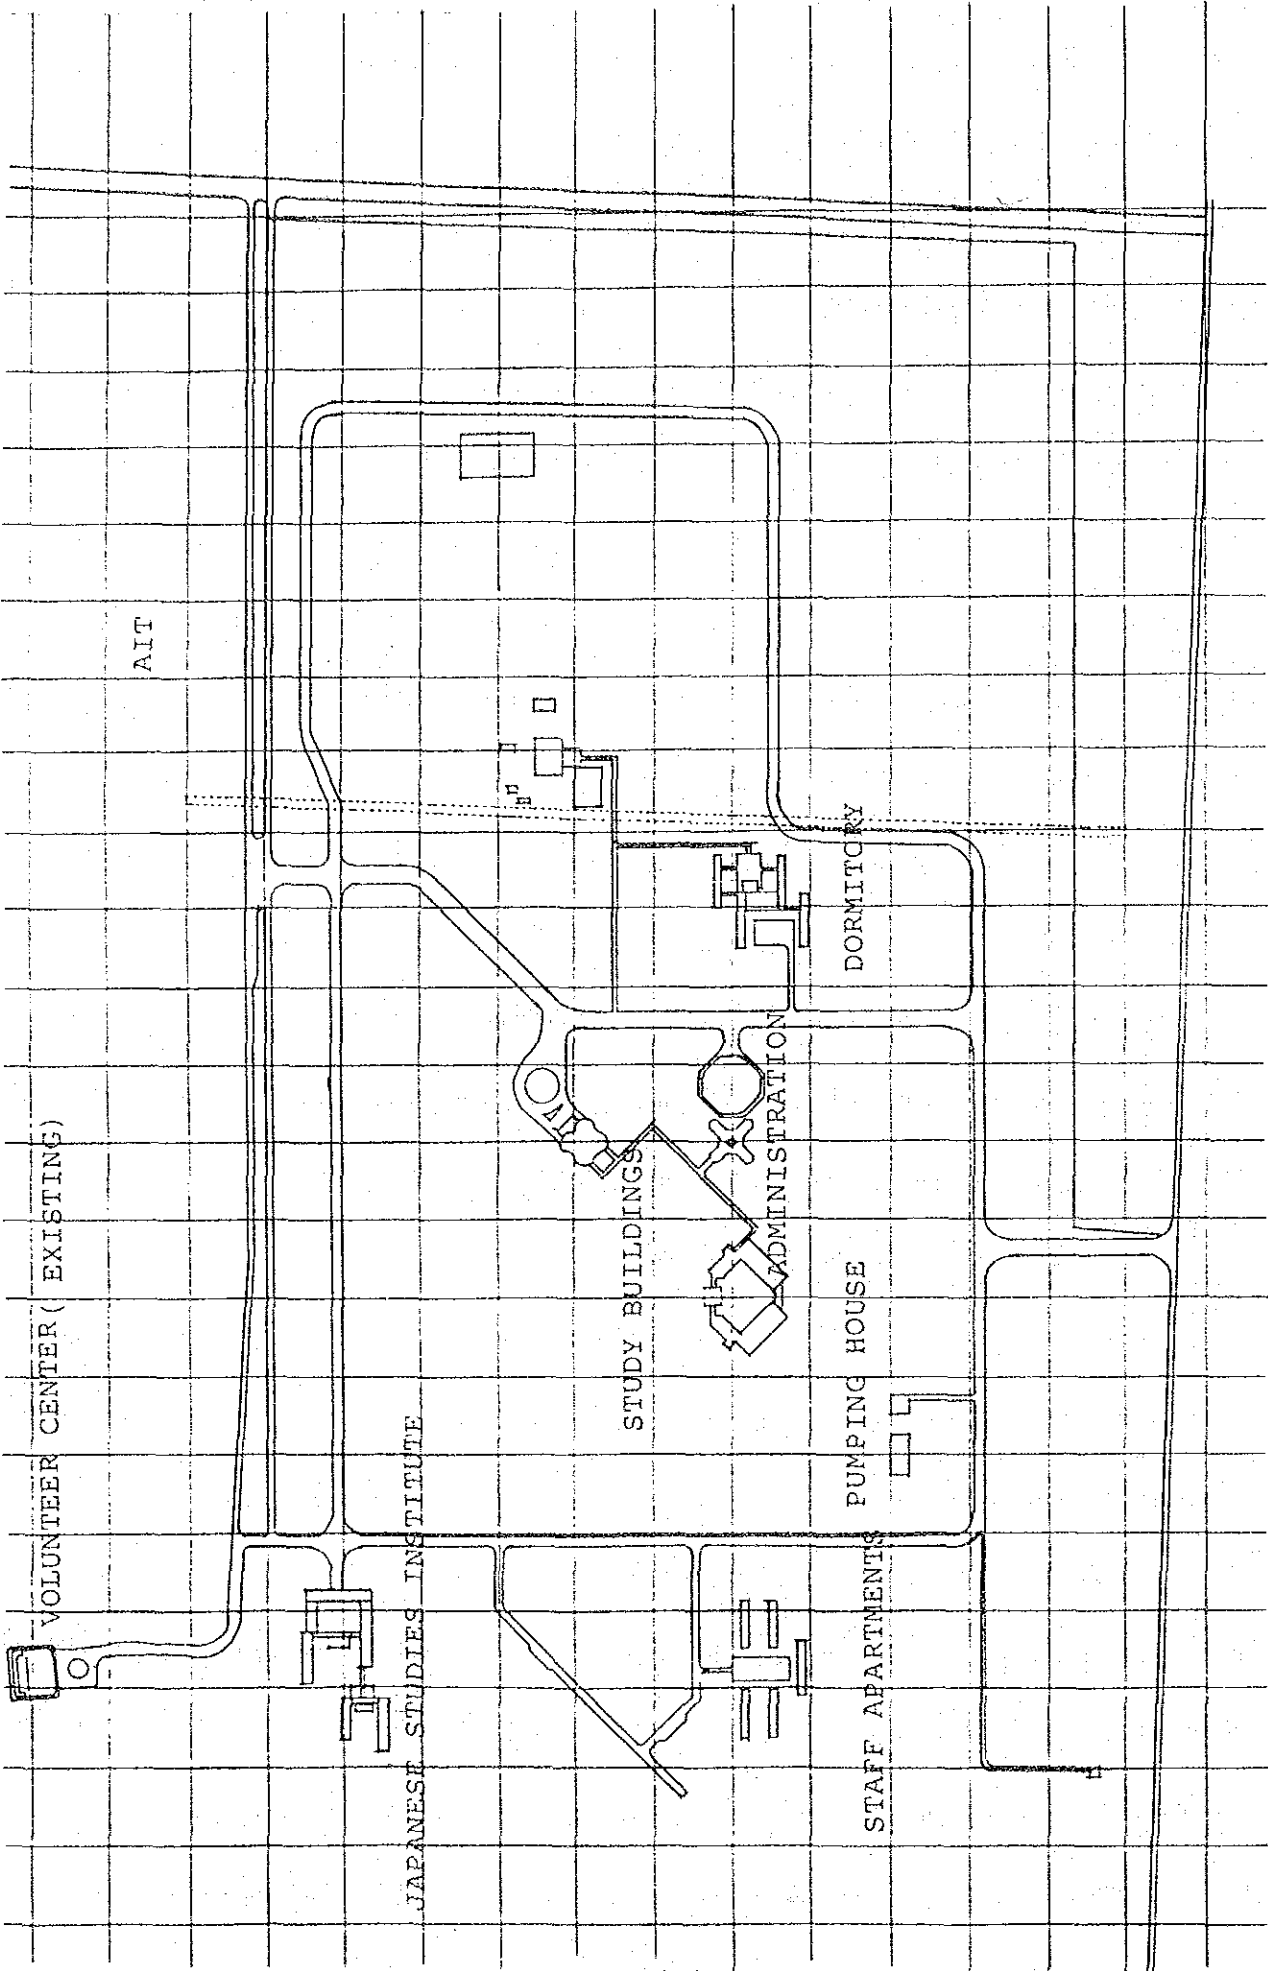 VOLUNTEER CENTER( EXISTING)
AIT
JAPANESE STUDIES INSTITUTE
STUDY BUILDINGS
ADMINISTRATION
PUMPING HOUSE
DORMITORY
STAFF APARTMENTS